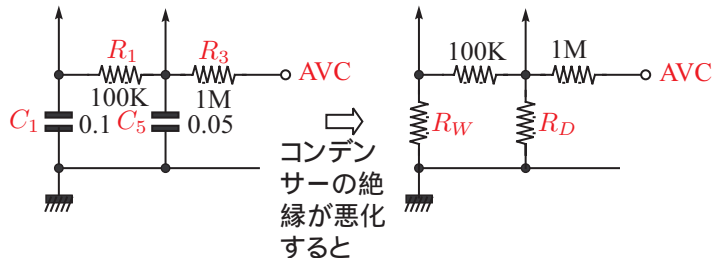 R1
R3
AVC
100K
1M
C1
0.1
C5
0.05
コンデン
サーの絶
縁が悪化
すると
100K
1M
AVC
RW
RD